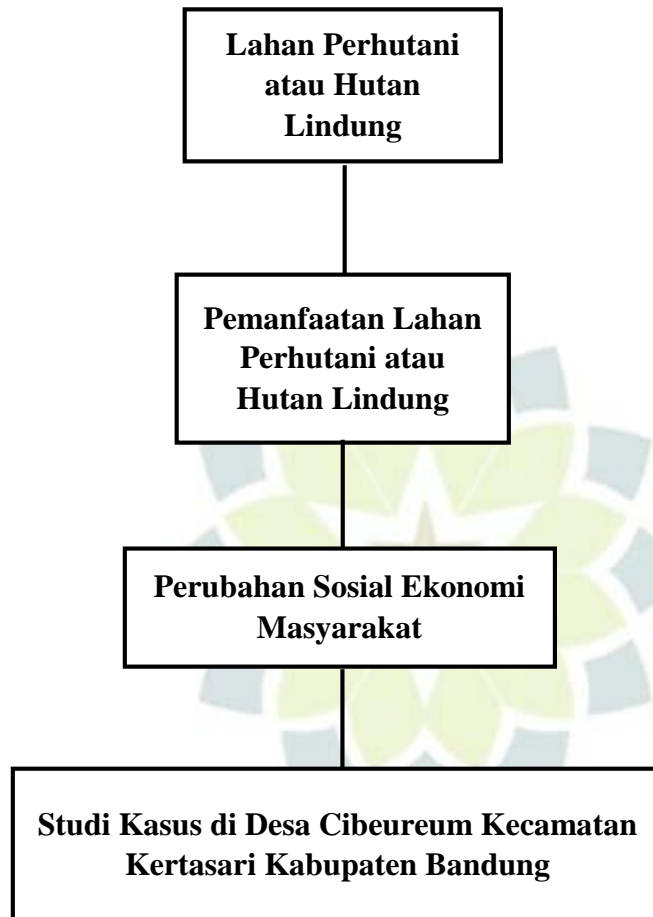 Lahan Perhutani
atau Hutan
Lindung
Pemanfaatan Lahan
Perhutani atau
Hutan Lindung
Perubahan Sosial Ekonomi
Masyarakat
Studi Kasus di Desa Cibeureum Kecamatan
Kertasari Kabupaten Bandung